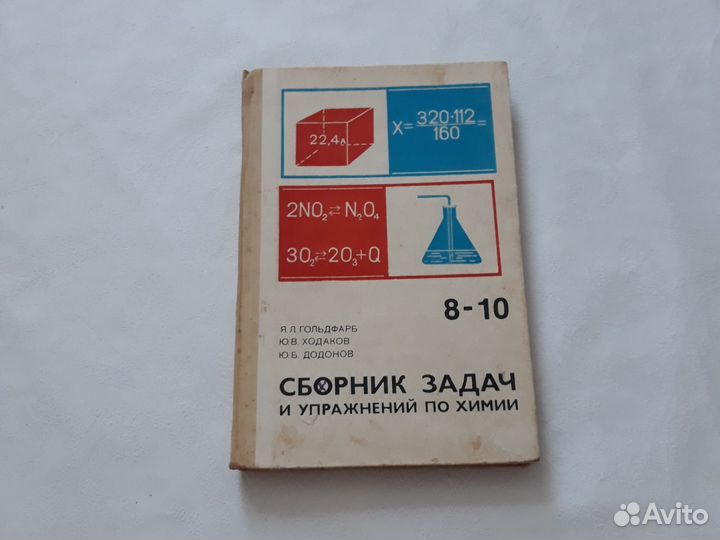 22,4л
X=320·112/160=
2NO₂⇄N₂O₄
3O₂⇄2O₃+Q
8-10
Я.Л.ГОЛЬДФАРБ
Ю.В.ХОДАКОВ
Ю.Б.ДОДОНОВ
СБОРНИК ЗАДАЧ
И УПРАЖНЕНИЙ ПО ХИМИИ
Avito